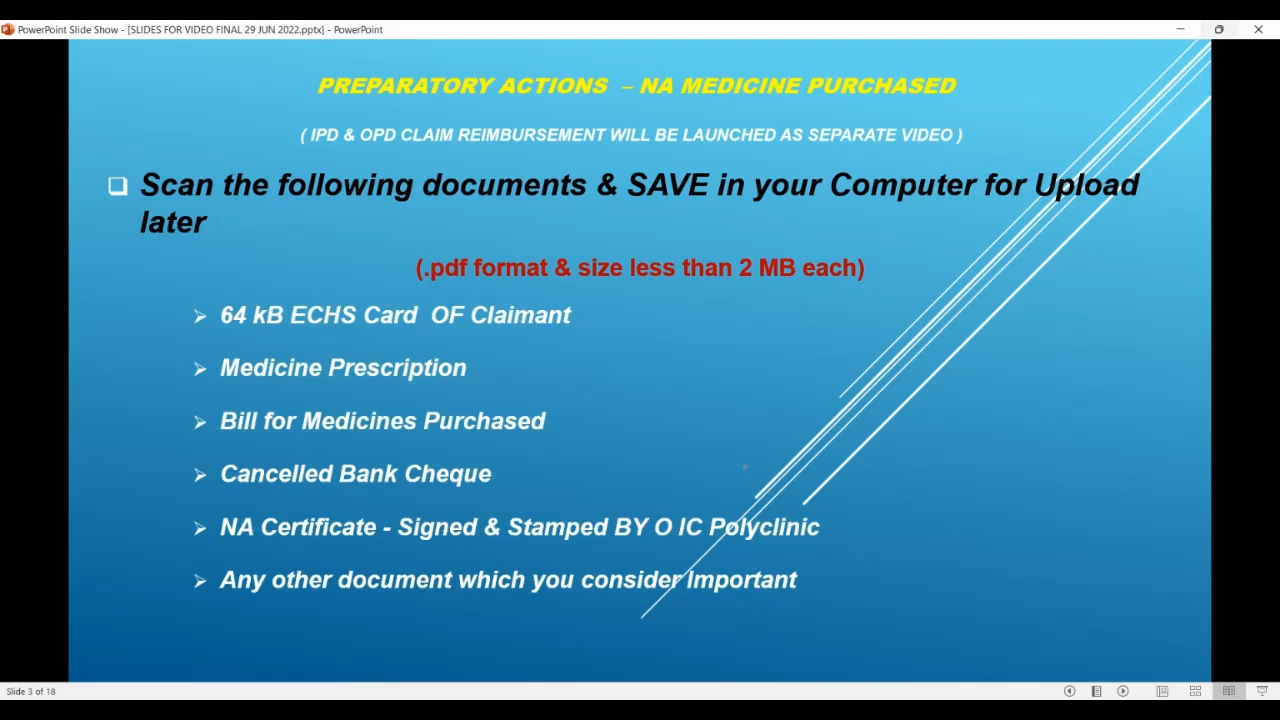 PowerPoint Slide Show - [SLIDES FOR VIDEO FINAL 29 JUN 2022.pptx] - PowerPoint
PREPARATORY ACTIONS – NA MEDICINE PURCHASED
( IPD & OPD CLAIM REIMBURSEMENT WILL BE LAUNCHED AS SEPARATE VIDEO )
Scan the following documents & SAVE in your Computer for Upload
later
(.pdf format & size less than 2 MB each)
64 kB ECHS Card OF Claimant
Medicine Prescription
Bill for Medicines Purchased
Cancelled Bank Cheque
NA Certificate - Signed & Stamped BY O IC Polyclinic
Any other document which you consider Important
Slide 3 of 18